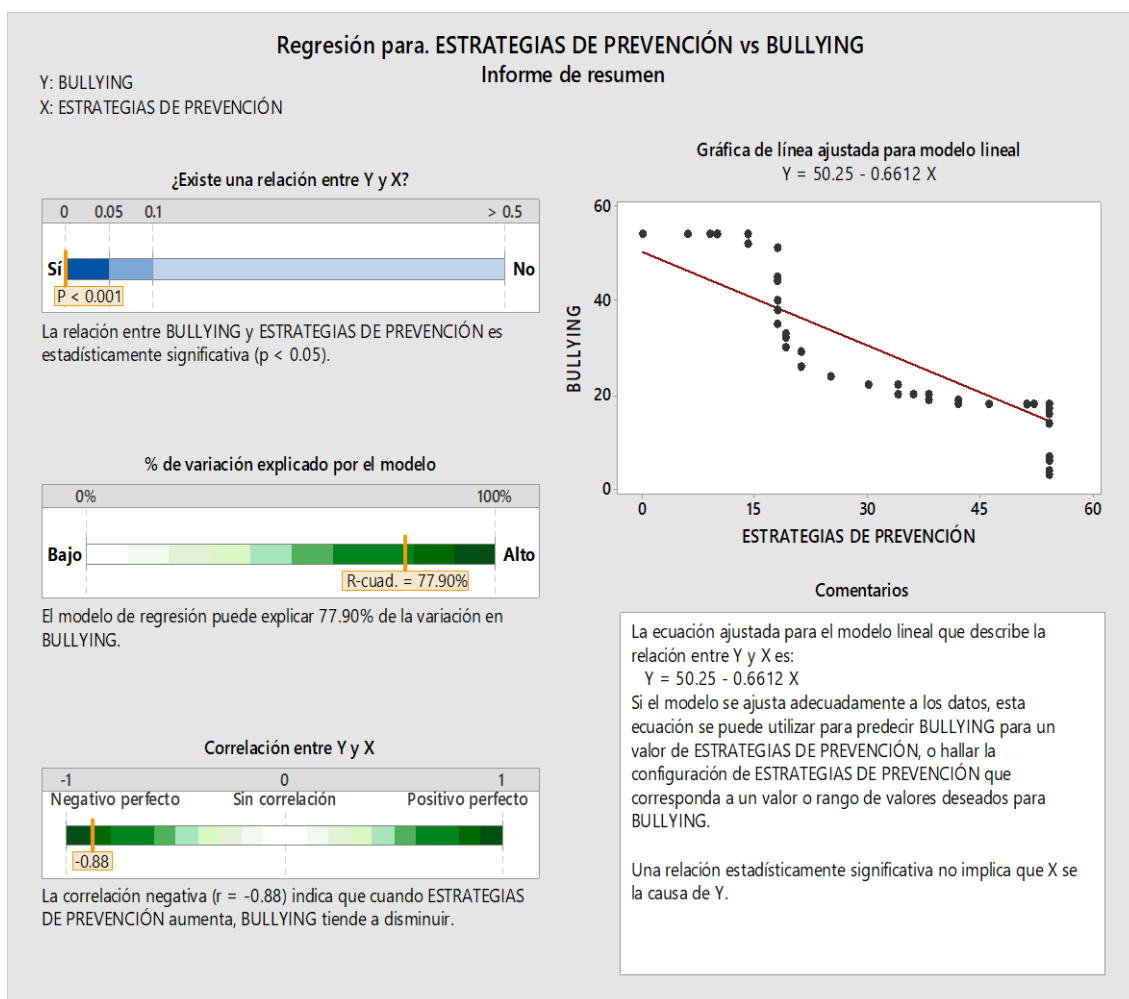 Regresión para. ESTRATEGIAS DE PREVENCIÓN vs BULLYING
Informe de resumen
Y: BULLYING
X: ESTRATEGIAS DE PREVENCIÓN
¿Existe una relación entre Y y X?
0 0.05 0.1 > 0.5
Sí No
P < 0.001
La relación entre BULLYING y ESTRATEGIAS DE PREVENCIÓN es
estadísticamente significativa (p < 0.05).
% de variación explicado por el modelo
0% 100%
Bajo Alto
R-cuad. = 77.90%
El modelo de regresión puede explicar 77.90% de la variación en
BULLYING.
Correlación entre Y y X
-1 0 1
Negativo perfecto Sin correlación Positivo perfecto
-0.88
La correlación negativa (r = -0.88) indica que cuando ESTRATEGIAS
DE PREVENCIÓN aumenta, BULLYING tiende a disminuir.
Gráfica de línea ajustada para modelo lineal
Y = 50.25 - 0.6612 X
60
40
20
0
BULLYING
0 15 30 45 60
ESTRATEGIAS DE PREVENCIÓN
Comentarios
La ecuación ajustada para el modelo lineal que describe la
relación entre Y y X es:
Y = 50.25 - 0.6612 X
Si el modelo se ajusta adecuadamente a los datos, esta
ecuación se puede utilizar para predecir BULLYING para un
valor de ESTRATEGIAS DE PREVENCIÓN, o hallar la
configuración de ESTRATEGIAS DE PREVENCIÓN que
corresponda a un valor o rango de valores deseados para
BULLYING.
Una relación estadísticamente significativa no implica que X se
la causa de Y.